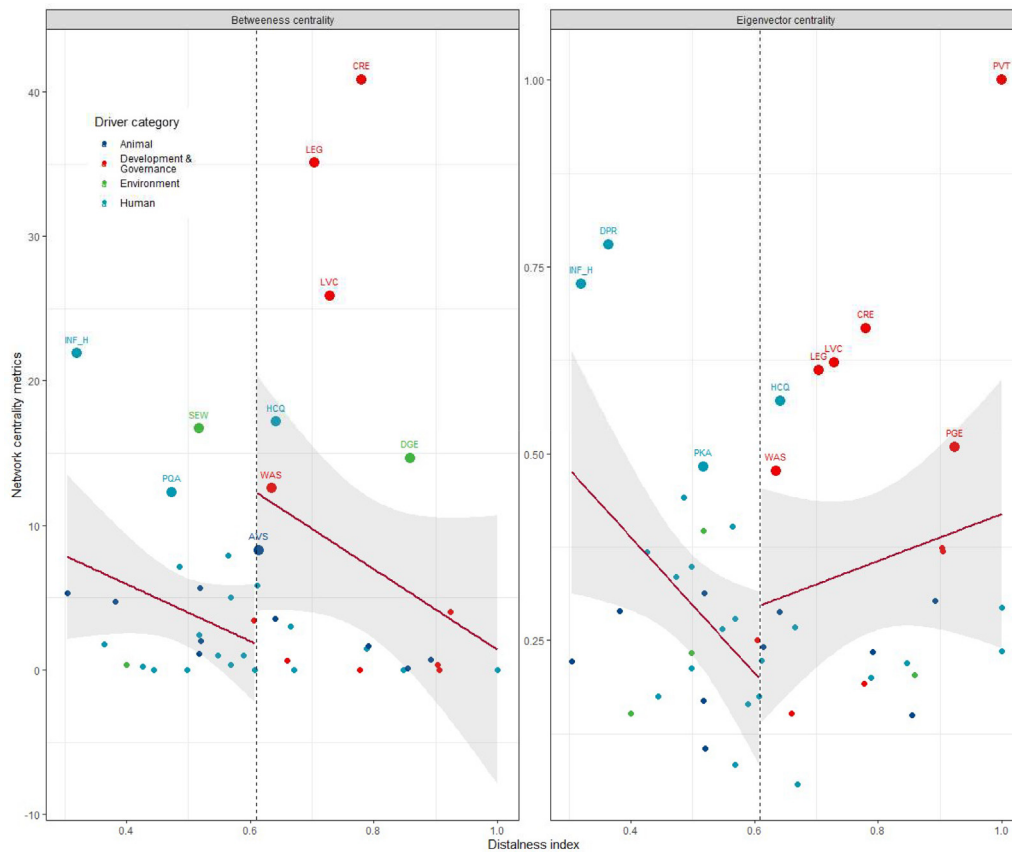 Betweeness centrality
Eigenvector centrality
Network centrality metrics
40
30
20
10
0
-10
Driver category
Animal
Development &
Governance
Environment
Human
CRE
LEG
LVC
INF_H
SEW
HCQ
DGE
PQA
WAS
AVS
0.4
0.6
0.8
1.0
1.00
0.75
0.50
0.25
PVT
DPR
INF_H
CRE
LVC
LEG
HCQ
PGE
PKA
WAS
0.4
0.6
0.8
1.0
Distalness index